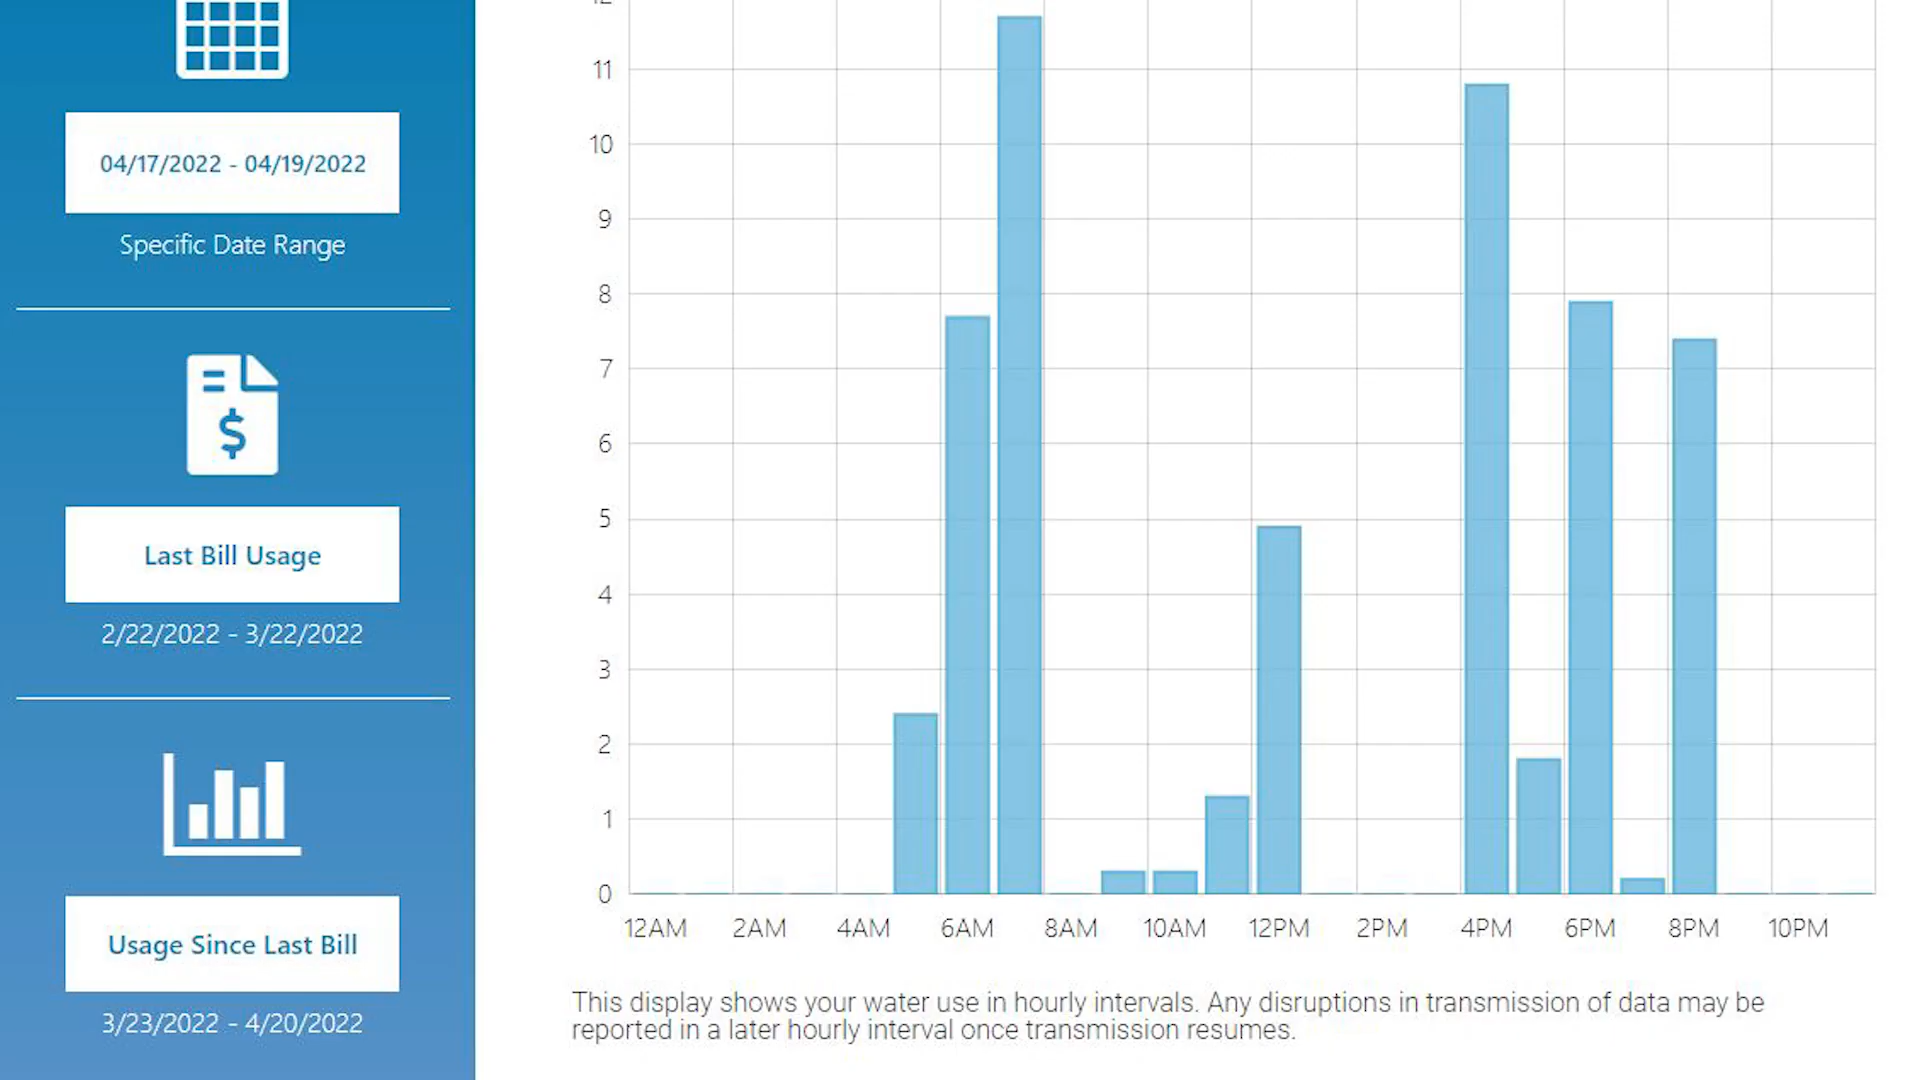 04/17/2022 - 04/19/2022
Specific Date Range
$
Last Bill Usage
2/22/2022 - 3/22/2022
Usage Since Last Bill
3/23/2022 - 4/20/2022
12
11
10
9
8
7
6
5
4
3
2
1
0
12AM 2AM 4AM 6AM 8AM 10AM 12PM 2PM 4PM 6PM 8PM 10PM
This display shows your water use in hourly intervals. Any disruptions in transmission of data may be
reported in a later hourly interval once transmission resumes.